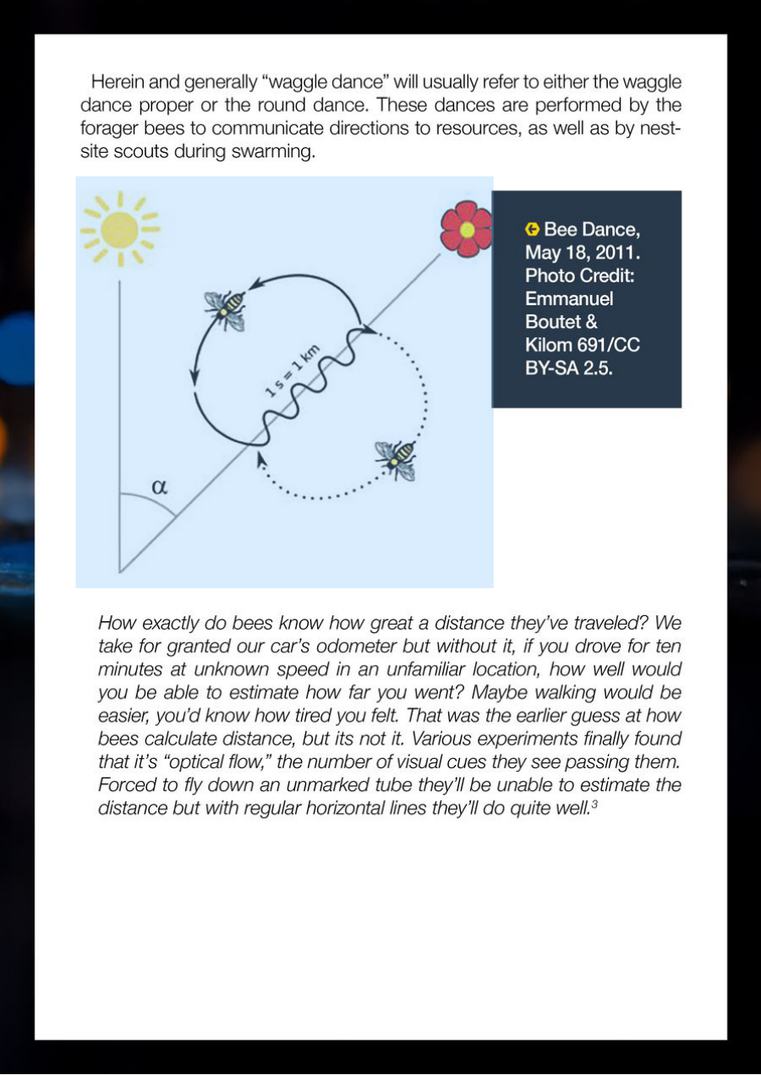 Herein and generally “waggle dance” will usually refer to either the waggle
dance proper or the round dance. These dances are performed by the
forager bees to communicate directions to resources, as well as by nest-
site scouts during swarming.
Bee Dance,
May 18, 2011.
Photo Credit:
Emmanuel
Boutet &
Kilom 691/CC
BY-SA 2.5.
1 s = 1 km
α
How exactly do bees know how great a distance they’ve traveled? We
take for granted our car’s odometer but without it, if you drove for ten
minutes at unknown speed in an unfamiliar location, how well would
you be able to estimate how far you went? Maybe walking would be
easier, you’d know how tired you felt. That was the earlier guess at how
bees calculate distance, but its not it. Various experiments finally found
that it’s “optical flow,” the number of visual cues they see passing them.
Forced to fly down an unmarked tube they’ll be unable to estimate the
distance but with regular horizontal lines they’ll do quite well.³